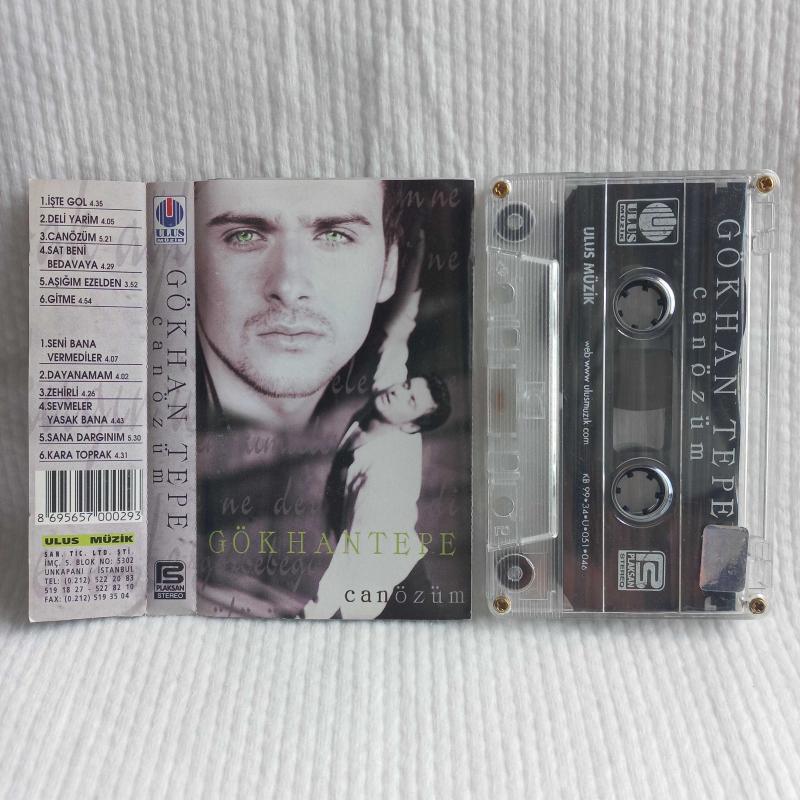 1.İŞTE GOL 4.35
2.DELİ YARİM 4.05
3.CANÖZÜM 5.21
4.SAT BENİ
BEDAVAYA 4.29
5.AŞIĞIM EZELDEN 3.52
6.GİTME 4.54
1.SENİ BANA
VERMEDİLER 4.07
2.DAYANAMAM 4.02
3.ZEHİRLİ 4.26
4.SEVMELER
YASAK BANA 4.43
5.SANA DARGINIM 5.30
6.KARA TOPRAK 4.31
8 695657 000293
ULUS MÜZİK
SAN. TİC. LTD. ŞTİ.
İMÇ. 5. BLOK NO: 5302
UNKAPANI / İSTANBUL
TEL: (0.212) 522 20 83
519 18 27 - 522 82 10
FAX: (0.212) 519 35 04
ULUS
MÜZİK
GÖKHAN TEPE
canözüm
PLAKSAN
STEREO
ne
ne
ne de
di
GÖKHANTEPE
canözüm
ULUS
MÜZİK
ULUS MÜZİK
web www.ulusmuzik.com
KB 99•34•U•051•046
GÖKHAN TEPE
canözüm
PLAKSAN
STEREO